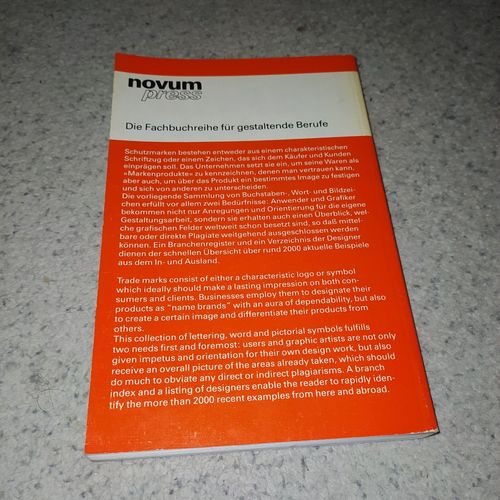 novum
press
Die Fachbuchreihe für gestaltende Berufe
Schutzmarken bestehen entweder aus einem charakteristischen
Schriftzug oder einem Zeichen, das sich dem Käufer und Kunden
einprägen soll. Das Unternehmen setzt sie ein, um seine Waren als
«Markenprodukte» zu kennzeichnen, denen man vertrauen kann,
aber auch, um über das Produkt ein bestimmtes Image zu festigen
und sich von anderen zu unterscheiden.
Die vorliegende Sammlung von Buchstaben-, Wort- und Bildzei-
chen erfüllt vor allem zwei Bedürfnisse: Anwender und Grafiker
bekommen nicht nur Anregungen und Orientierung für die eigene
Gestaltungsarbeit, sondern sie erhalten auch einen Überblick, wel-
che grafischen Felder weltweit schon besetzt sind, so daß mittel-
bare oder direkte Plagiate weitgehend ausgeschlossen werden
können. Ein Branchenregister und ein Verzeichnis der Designer
dienen der schnellen Übersicht über rund 2000 aktuelle Beispiele
aus dem In- und Ausland.
Trade marks consist of either a characteristic logo or symbol
which ideally should make a lasting impression on both con-
sumers and clients. Businesses employ them to designate their
products as "name brands" with an aura of dependability, but also
to create a certain image and differentiate their products from
others.
This collection of lettering, word and pictorial symbols fulfills
two needs first and foremost: users and graphic artists are not only
given impetus and orientation for their own design work, but also
receive an overall picture of the areas already taken, which should
do much to obviate any direct or indirect plagiarisms. A branch
index and a listing of designers enable the reader to rapidly iden-
tify the more than 2000 recent examples from here and abroad.